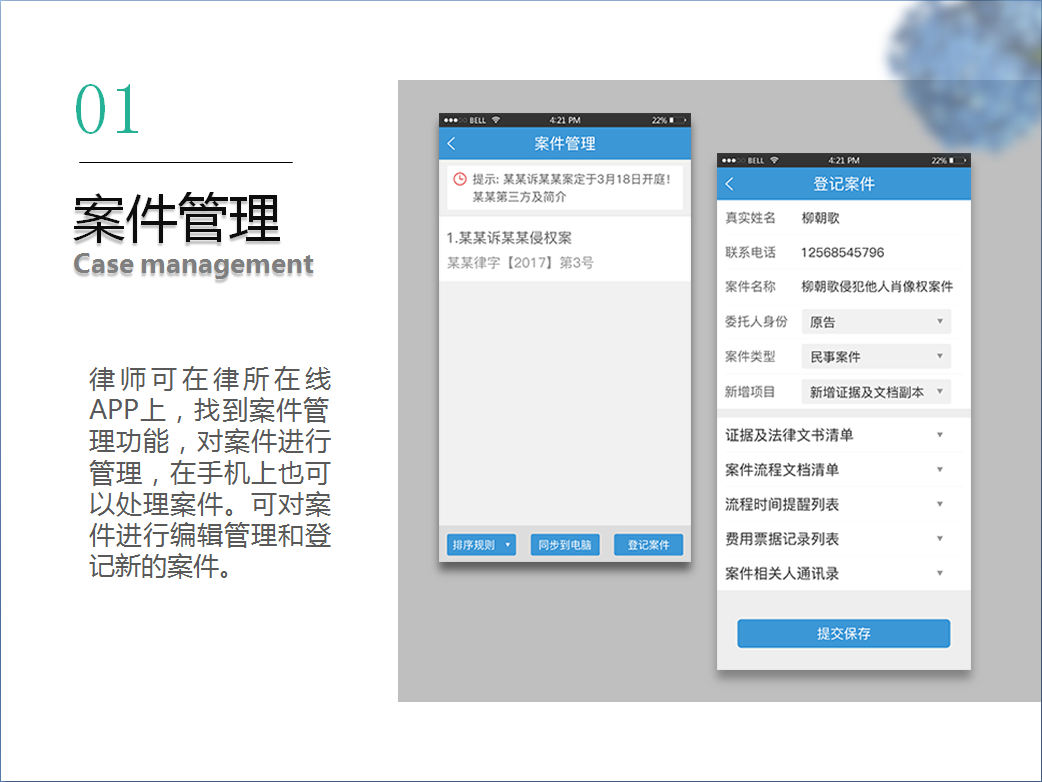 01
案件管理
Case management
律师可在律所在线
APP上，找到案件管
理功能，对案件进行
管理，在手机上也可
以处理案件。可对案
件进行编辑管理和登
记新的案件。
BELL 4:21 PM 22%
案件管理
提示: 某某诉某某案定于3月18日开庭!
某某第三方及简介
1.某某诉某某侵权案
某某律字【2017】第3号
排序规则 同步到电脑 登记案件
BELL 4:21 PM 22%
登记案件
真实姓名 柳朝歌
联系电话 12568545796
案件名称 柳朝歌侵犯他人肖像权案件
委托人身份 原告
案件类型 民事案件
新增项目 新增证据及文档副本
证据及法律文书清单
案件流程文档清单
流程时间提醒列表
费用票据记录列表
案件相关人通讯录
提交保存